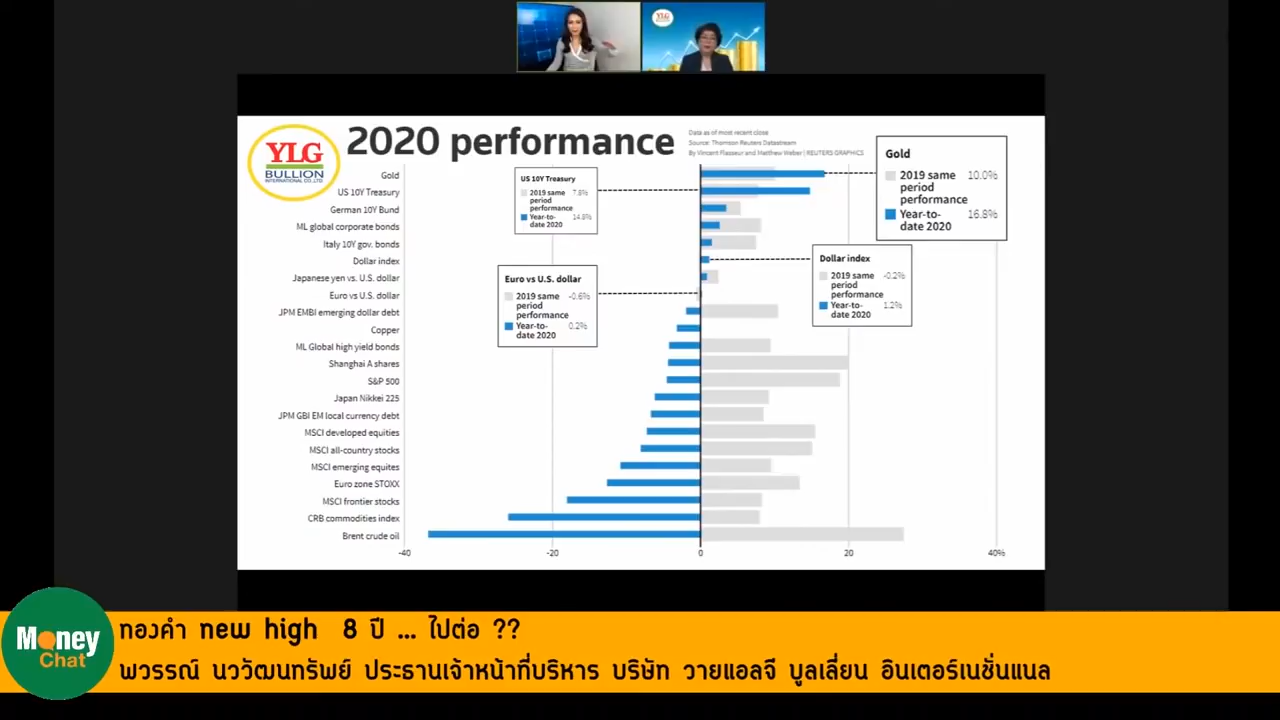 YLG
YLG
BULLION
INTERNATIONAL CO.,LTD.
2020 performance
Data as of most recent close
Source: Thomson Reuters Datastream
By Vincent Flasseur and Matthew Weber | REUTERS GRAPHICS
Gold
US 10Y Treasury
German 10Y Bund
ML global corporate bonds
Italy 10Y gov. bonds
Dollar index
Japanese yen vs. U.S. dollar
Euro vs U.S. dollar
JPM EMBI emerging dollar debt
Copper
ML Global high yield bonds
Shanghai A shares
S&P 500
Japan Nikkei 225
JPM GBI EM local currency debt
MSCI developed equities
MSCI all-country stocks
MSCI emerging equites
Euro zone STOXX
MSCI frontier stocks
CRB commodities index
Brent crude oil
US 10Y Treasury
2019 same 7.8%
period
performance
Year-to- 14.8%
date 2020
Gold
2019 same 10.0%
period
performance
Year-to- 16.8%
date 2020
Euro vs U.S. dollar
2019 same -0.6%
period
performance
Year-to- 0.2%
date 2020
Dollar index
2019 same -0.2%
period
performance
Year-to- 1.2%
date 2020
-40 -20 0 20 40%
Money
Chat
ทองคำ new high 8 ปี ... ไปต่อ ??
พวรรณ์ นววัฒนทรัพย์ ประธานเจ้าหน้าที่บริหาร บริษัท วายแอลจี บูลเลี่ยน อินเตอร์เนชั่นแนล